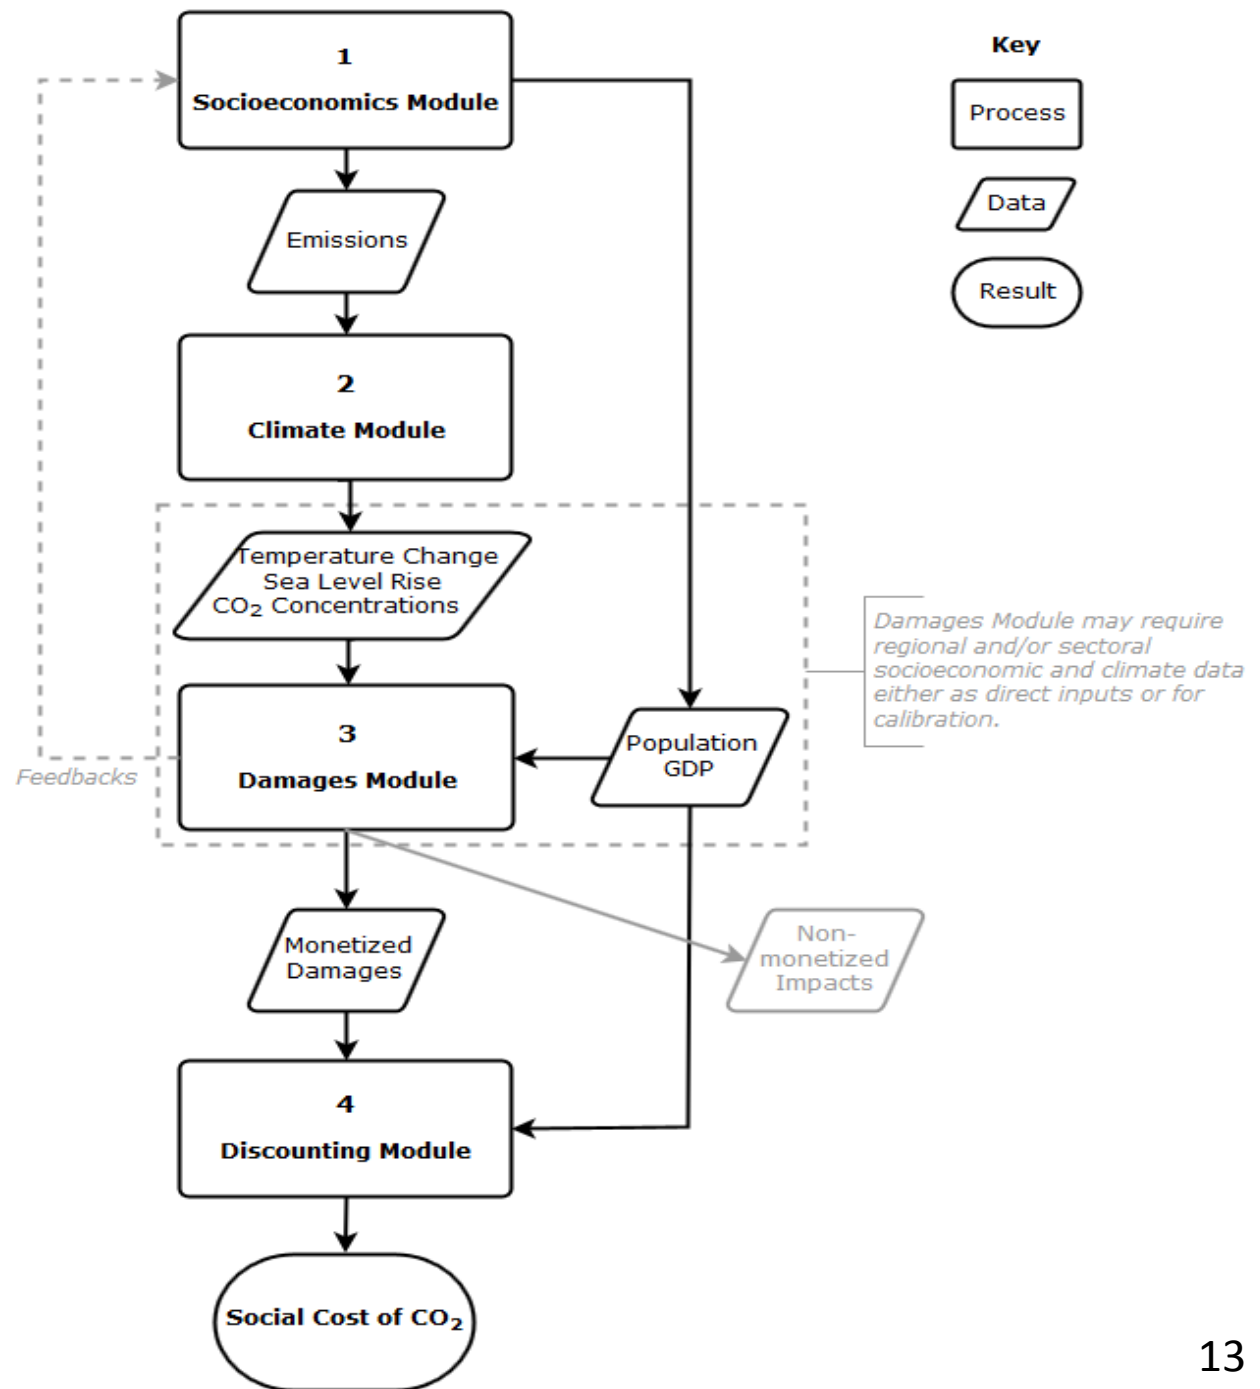 1
Socioeconomics Module
Key
Process
Data
Result
Emissions
2
Climate Module
Temperature Change
Sea Level Rise
CO₂ Concentrations
Damages Module may require
regional and/or sectoral
socioeconomic and climate data
either as direct inputs or for
calibration.
3
Damages Module
Population
GDP
Feedbacks
Monetized
Damages
Non-
monetized
Impacts
4
Discounting Module
Social Cost of CO₂
13